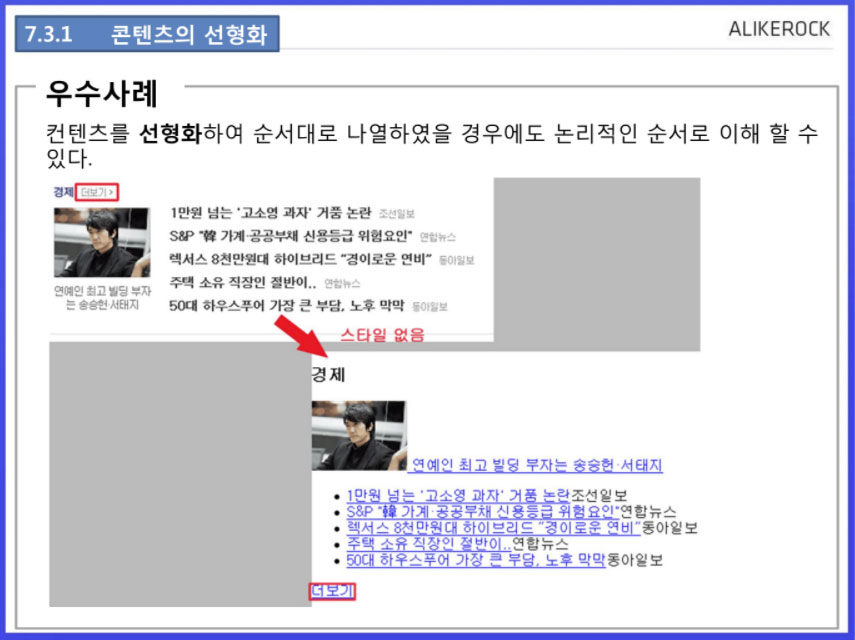 7.3.1 콘텐츠의 선형화
ALIKEROCK
우수사례
컨텐츠를 선형화하여 순서대로 나열하였을 경우에도 논리적인 순서로 이해 할 수
있다.
경제 더보기 >
1만원 넘는 '고소영 과자' 거품 논란 조선일보
S&P "韓 가계·공공부채 신용등급 위험요인" 연합뉴스
렉서스 8천만원대 하이브리드 "경이로운 연비" 동아일보
주택 소유 직장인 절반이.. 연합뉴스
50대 하우스푸어 가장 큰 부담, 노후 막막 동아일보
연예인 최고 빌딩 부자
는 송승헌·서태지
스타일 없음
경제
연예인 최고 빌딩 부자는 송승헌·서태지
• 1만원 넘는 '고소영 과자' 거품 논란조선일보
• S&P "韓 가계·공공부채 신용등급 위험요인"연합뉴스
• 렉서스 8천만원대 하이브리드 "경이로운 연비"동아일보
• 주택 소유 직장인 절반이..연합뉴스
• 50대 하우스푸어 가장 큰 부담, 노후 막막동아일보
더보기